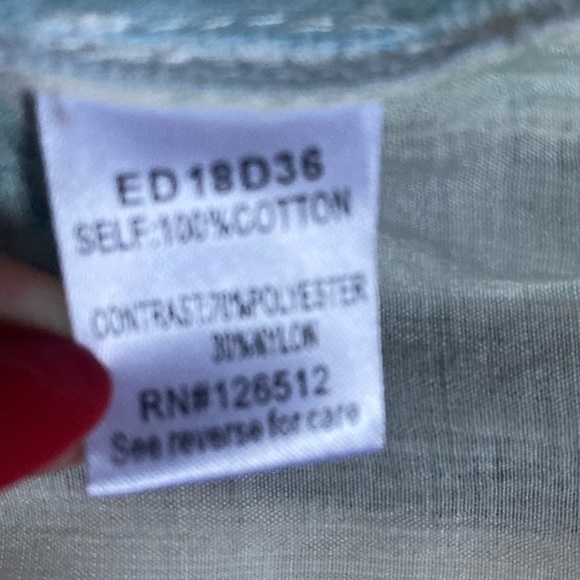 ED18D36
SELF:100%COTTON
CONTRAST:70%POLYESTER
30%NYLON
RN#126512
See reverse for care